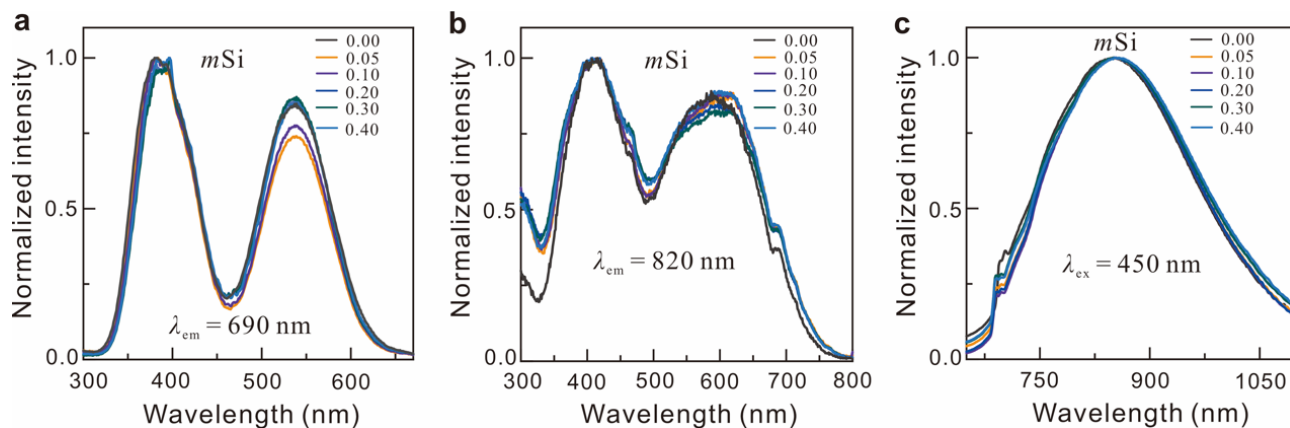 a
mSi
0.00
0.05
0.10
0.20
0.30
0.40
1.0
0.5
0.0
Normalized intensity
λem = 690 nm
300 400 500 600
Wavelength (nm)
b
mSi
0.00
0.05
0.10
0.20
0.30
0.40
1.0
0.5
0.0
Normalized intensity
λem = 820 nm
300 400 500 600 700 800
Wavelength (nm)
c
mSi
0.00
0.05
0.10
0.20
0.30
0.40
1.0
0.5
0.0
Normalized intensity
λex = 450 nm
750 900 1050
Wavelength (nm)